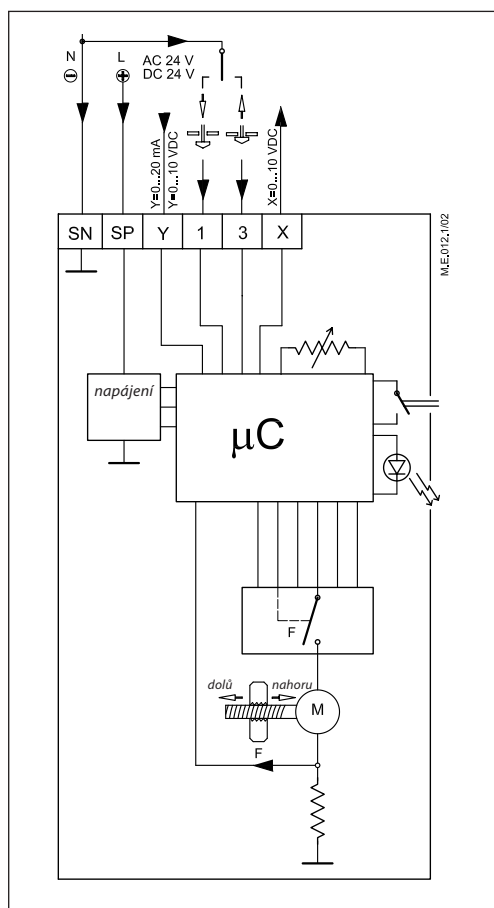 N L AC 24 V
DC 24 V
Y=0...20 mA
Y=0...10 VDC
X=0...10 VDC
SN SP Y 1 3 X
M.E.012.1/02
napájení
µC
F
dolů nahoru
M
F